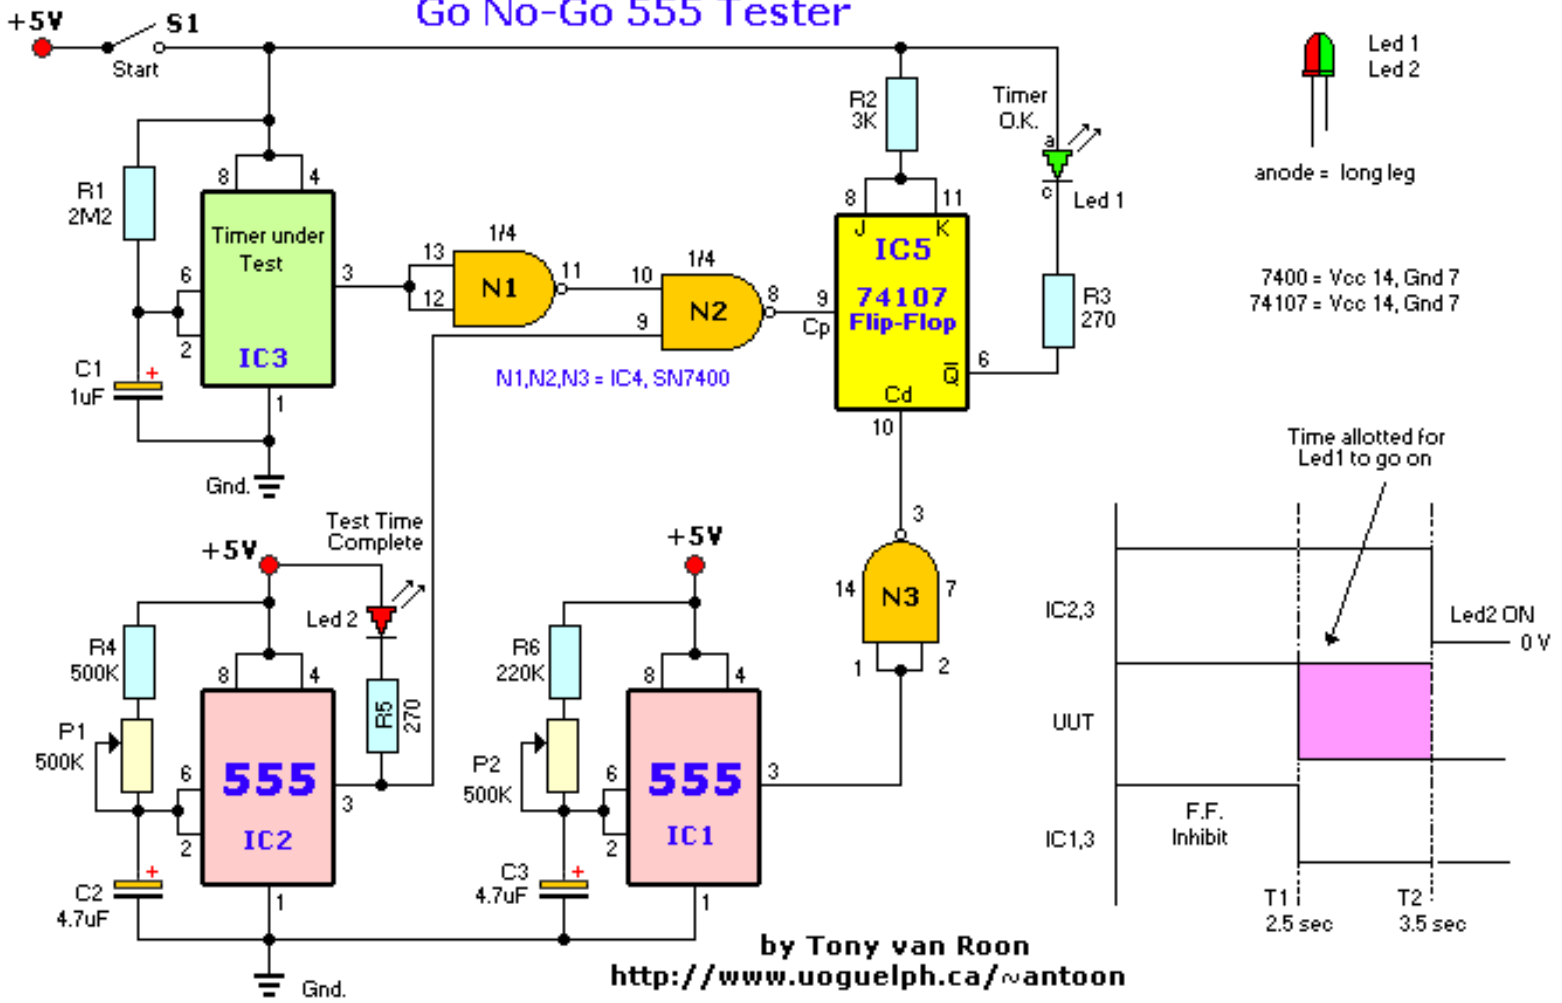 Go No-Go 555 Tester
+5V
S1
Start
R1
2M2
8
4
Timer under
Test
6
2
3
IC3
1
C1
+
1uF
Gnd.
1/4
13
12
N1
11
1/4
10
9
N2
8
N1,N2,N3 = IC4, SN7400
R2
3K
Timer
O.K.
a
c
Led 1
8
11
J
K
IC5
74107
Flip-Flop
9
Cp
Q
6
Cd
10
R3
270
Led 1
Led 2
anode = long leg
7400 = Vcc 14, Gnd 7
74107 = Vcc 14, Gnd 7
3
14
N3
7
1
2
+5V
Test Time
Complete
Led 2
R4
500K
8
4
R5
270
P1
500K
6
555
3
2
IC2
C2
+
4.7uF
1
Gnd.
+5V
R6
220K
8
4
P2
500K
6
555
3
2
IC1
C3
+
4.7uF
1
Time allotted for
Led1 to go on
IC2,3
Led2 ON
0 V
UUT
IC1,3
F.F.
Inhibit
T1
2.5 sec
T2
3.5 sec
by Tony van Roon
http://www.uoguelph.ca/~antoon